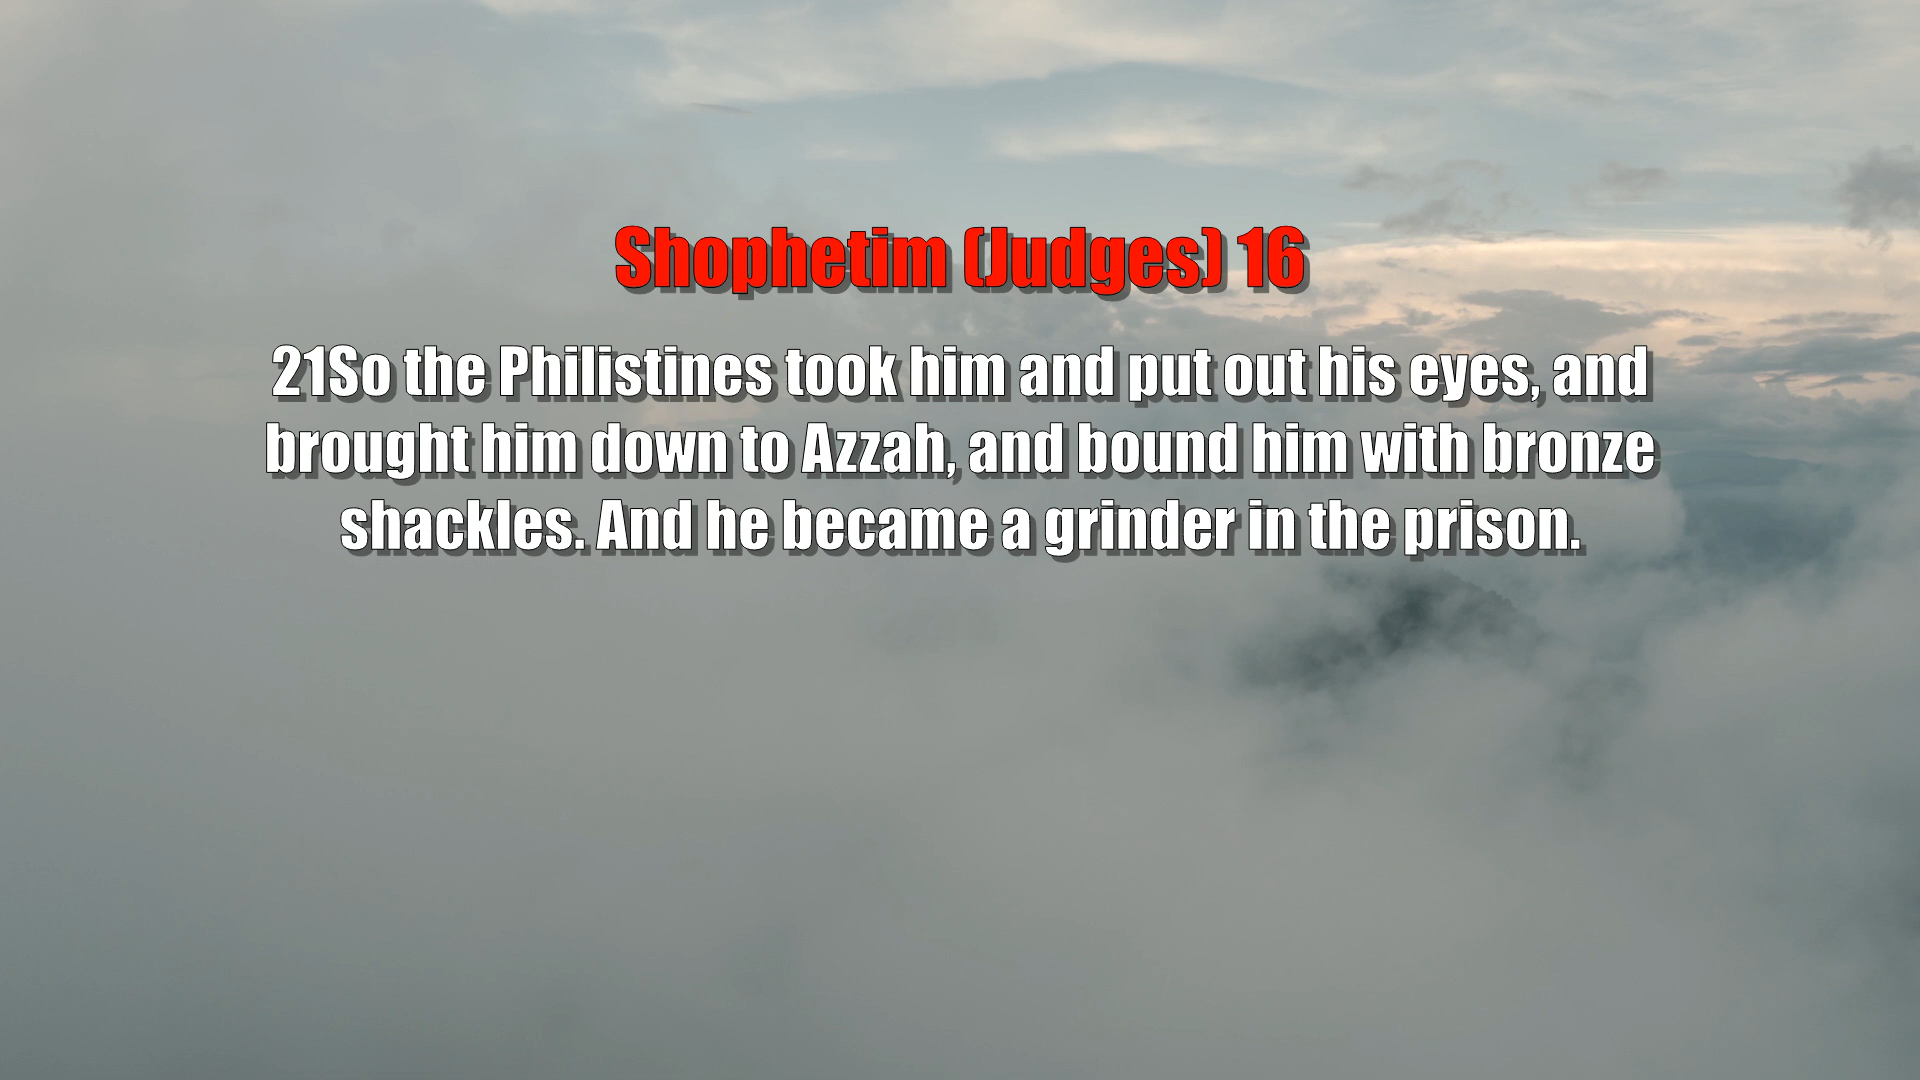 Shophetim (Judges) 16
21So the Philistines took him and put out his eyes, and
brought him down to Azzah, and bound him with bronze
shackles. And he became a grinder in the prison.